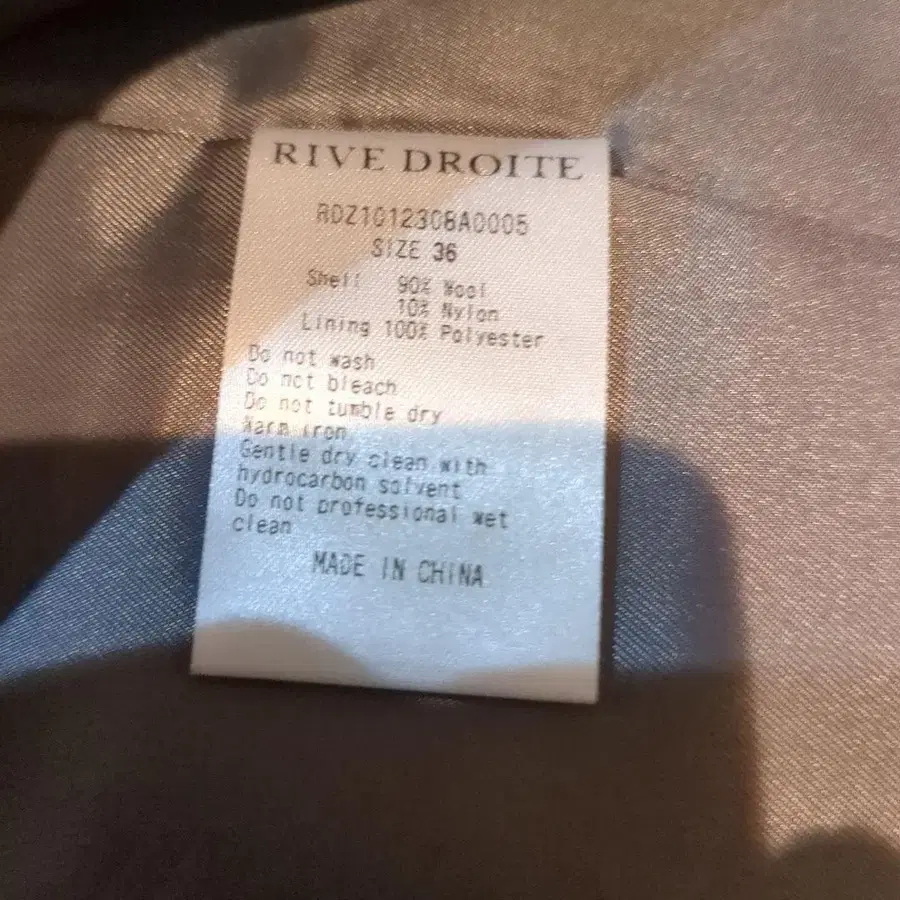 RIVE DROITE
RDZ101230BA0005
SIZE 36
Shell 90% Wool
10% Nylon
Lining 100% Polyester
Do not wash
Do not bleach
Do not tumble dry
Warm iron
Gentle dry clean with
hydrocarbon solvent
Do not professional wet
clean
MADE IN CHINA